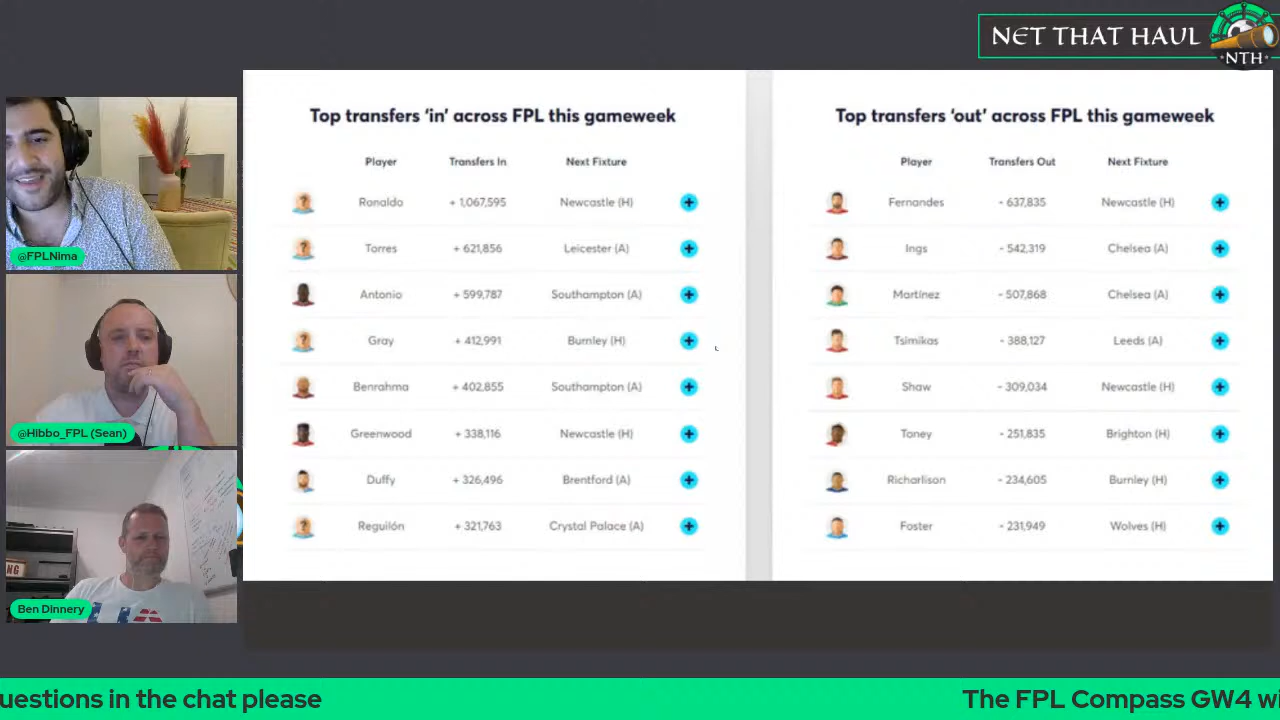 NET THAT HAUL
NTH
Top transfers ‘in’ across FPL this gameweek
Player Transfers In Next Fixture
Ronaldo + 1,067,595 Newcastle (H)
Torres + 621,856 Leicester (A)
Antonio + 599,787 Southampton (A)
Gray + 412,991 Burnley (H)
Benrahma + 402,855 Southampton (A)
Greenwood + 338,116 Newcastle (H)
Duffy + 326,496 Brentford (A)
Reguilón + 321,763 Crystal Palace (A)
Top transfers ‘out’ across FPL this gameweek
Player Transfers Out Next Fixture
Fernandes - 637,835 Newcastle (H)
Ings - 542,319 Chelsea (A)
Martínez - 507,868 Chelsea (A)
Tsimikas - 388,127 Leeds (A)
Shaw - 309,034 Newcastle (H)
Toney - 251,835 Brighton (H)
Richarlison - 234,605 Burnley (H)
Foster - 231,949 Wolves (H)
@FPLNima
@Hibbo_FPL (Sean)
Ben Dinnery
uestions in the chat please
The FPL Compass GW4 wi